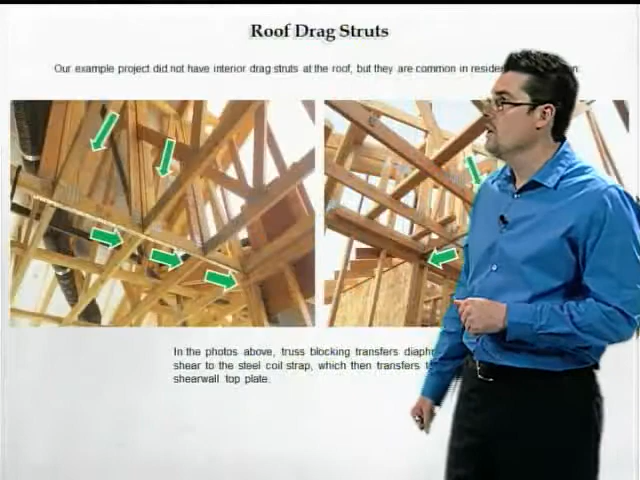 Roof Drag Struts
Our example project did not have interior drag struts at the roof, but they are common in
In the photos above, truss blocking transfers
shear to the steel coil strap, which then transfers
shearwall top plate.